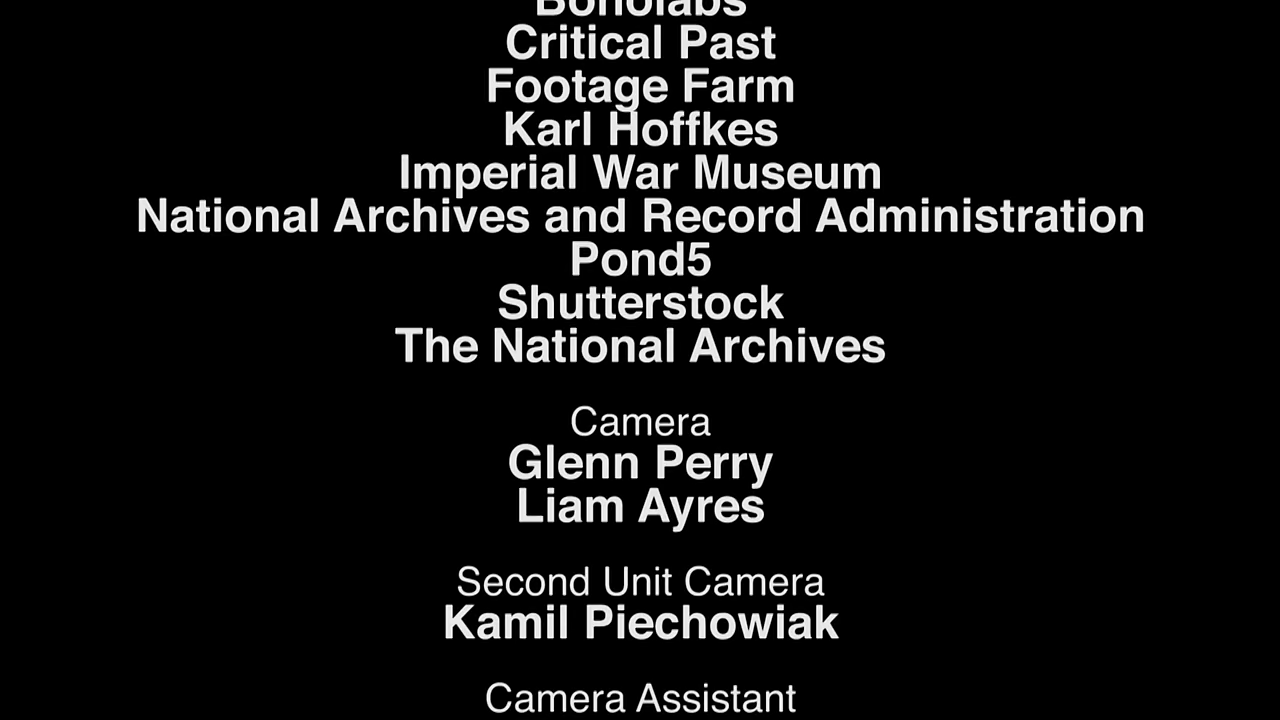 Bonolabs
Critical Past
Footage Farm
Karl Hoffkes
Imperial War Museum
National Archives and Record Administration
Pond5
Shutterstock
The National Archives
Camera
Glenn Perry
Liam Ayres
Second Unit Camera
Kamil Piechowiak
Camera Assistant